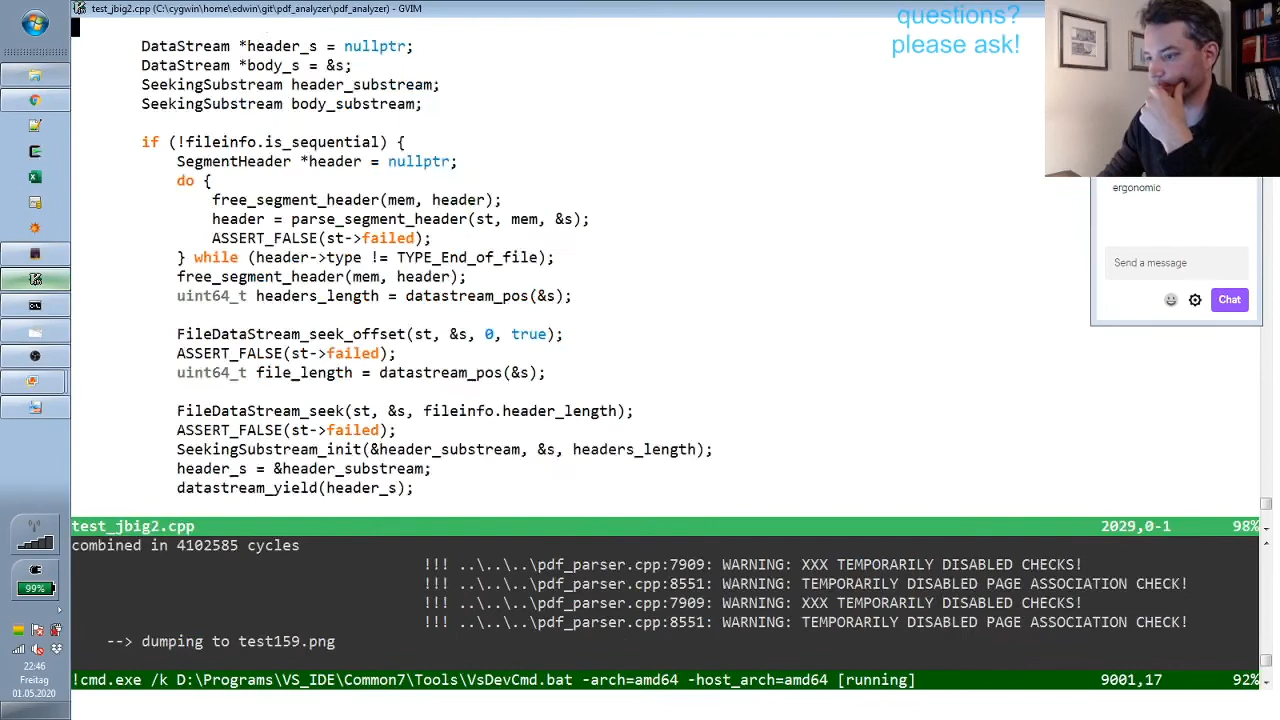 test_jbig2.cpp (C:\cygwin\home\edwin\git\pdf_analyzer\pdf_analyzer) - GVIM
questions?
please ask!
DataStream *header_s = nullptr;
DataStream *body_s = &s;
SeekingSubstream header_substream;
SeekingSubstream body_substream;
if (!fileinfo.is_sequential) {
SegmentHeader *header = nullptr;
do {
free_segment_header(mem, header);
header = parse_segment_header(st, mem, &s);
ASSERT_FALSE(st->failed);
} while (header->type != TYPE_End_of_file);
free_segment_header(mem, header);
uint64_t headers_length = datastream_pos(&s);
FileDataStream_seek_offset(st, &s, 0, true);
ASSERT_FALSE(st->failed);
uint64_t file_length = datastream_pos(&s);
FileDataStream_seek(st, &s, fileinfo.header_length);
ASSERT_FALSE(st->failed);
SeekingSubstream_init(&header_substream, &s, headers_length);
header_s = &header_substream;
datastream_yield(header_s);
test_jbig2.cpp 2029,0-1 98%
combined in 4102585 cycles
!!! ..\..\..\pdf_parser.cpp:7909: WARNING: XXX TEMPORARILY DISABLED CHECKS!
!!! ..\..\..\pdf_parser.cpp:8551: WARNING: TEMPORARILY DISABLED PAGE ASSOCIATION CHECK!
!!! ..\..\..\pdf_parser.cpp:7909: WARNING: XXX TEMPORARILY DISABLED CHECKS!
!!! ..\..\..\pdf_parser.cpp:8551: WARNING: TEMPORARILY DISABLED PAGE ASSOCIATION CHECK!
--> dumping to test159.png
!cmd.exe /k D:\Programs\VS_IDE\Common7\Tools\VsDevCmd.bat -arch=amd64 -host_arch=amd64 [running] 9001,17 92%
ergonomic
Send a message
Chat
99%
22:46
Freitag
01.05.2020